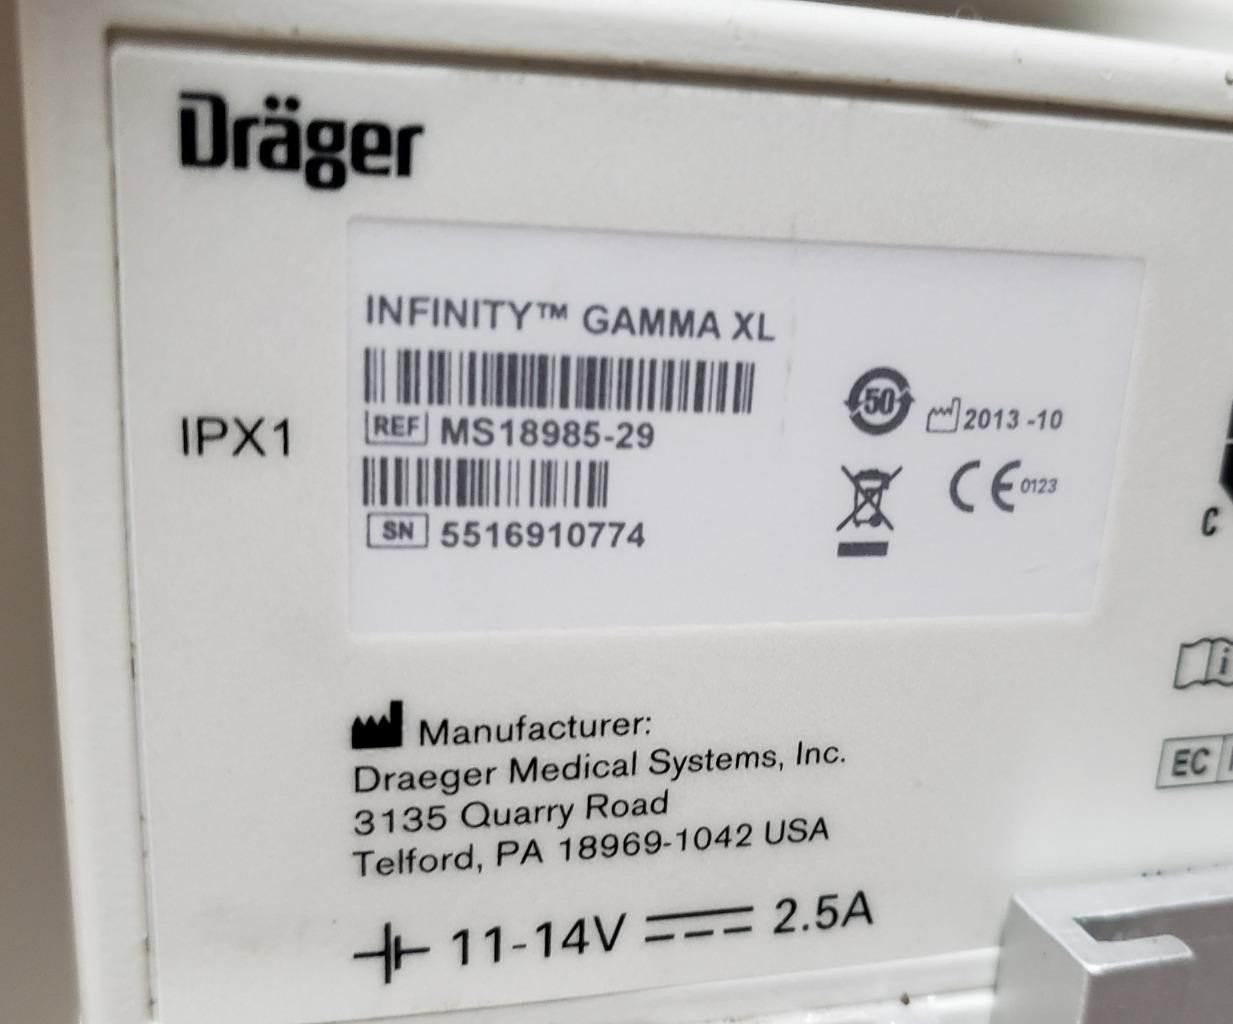 Dräger
INFINITY™ GAMMA XL
IPX1
REF MS18985-29
SN 5516910774
50
2013 -10
CE 0123
C
i
Manufacturer:
Draeger Medical Systems, Inc.
3135 Quarry Road
Telford, PA 18969-1042 USA
EC
11-14V 2.5A